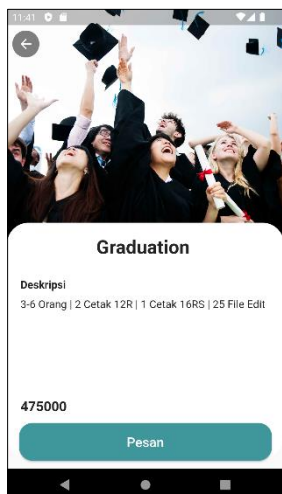 11:41
Graduation
Deskripsi
3-6 Orang | 2 Cetak 12R | 1 Cetak 16RS | 25 File Edit
475000
Pesan